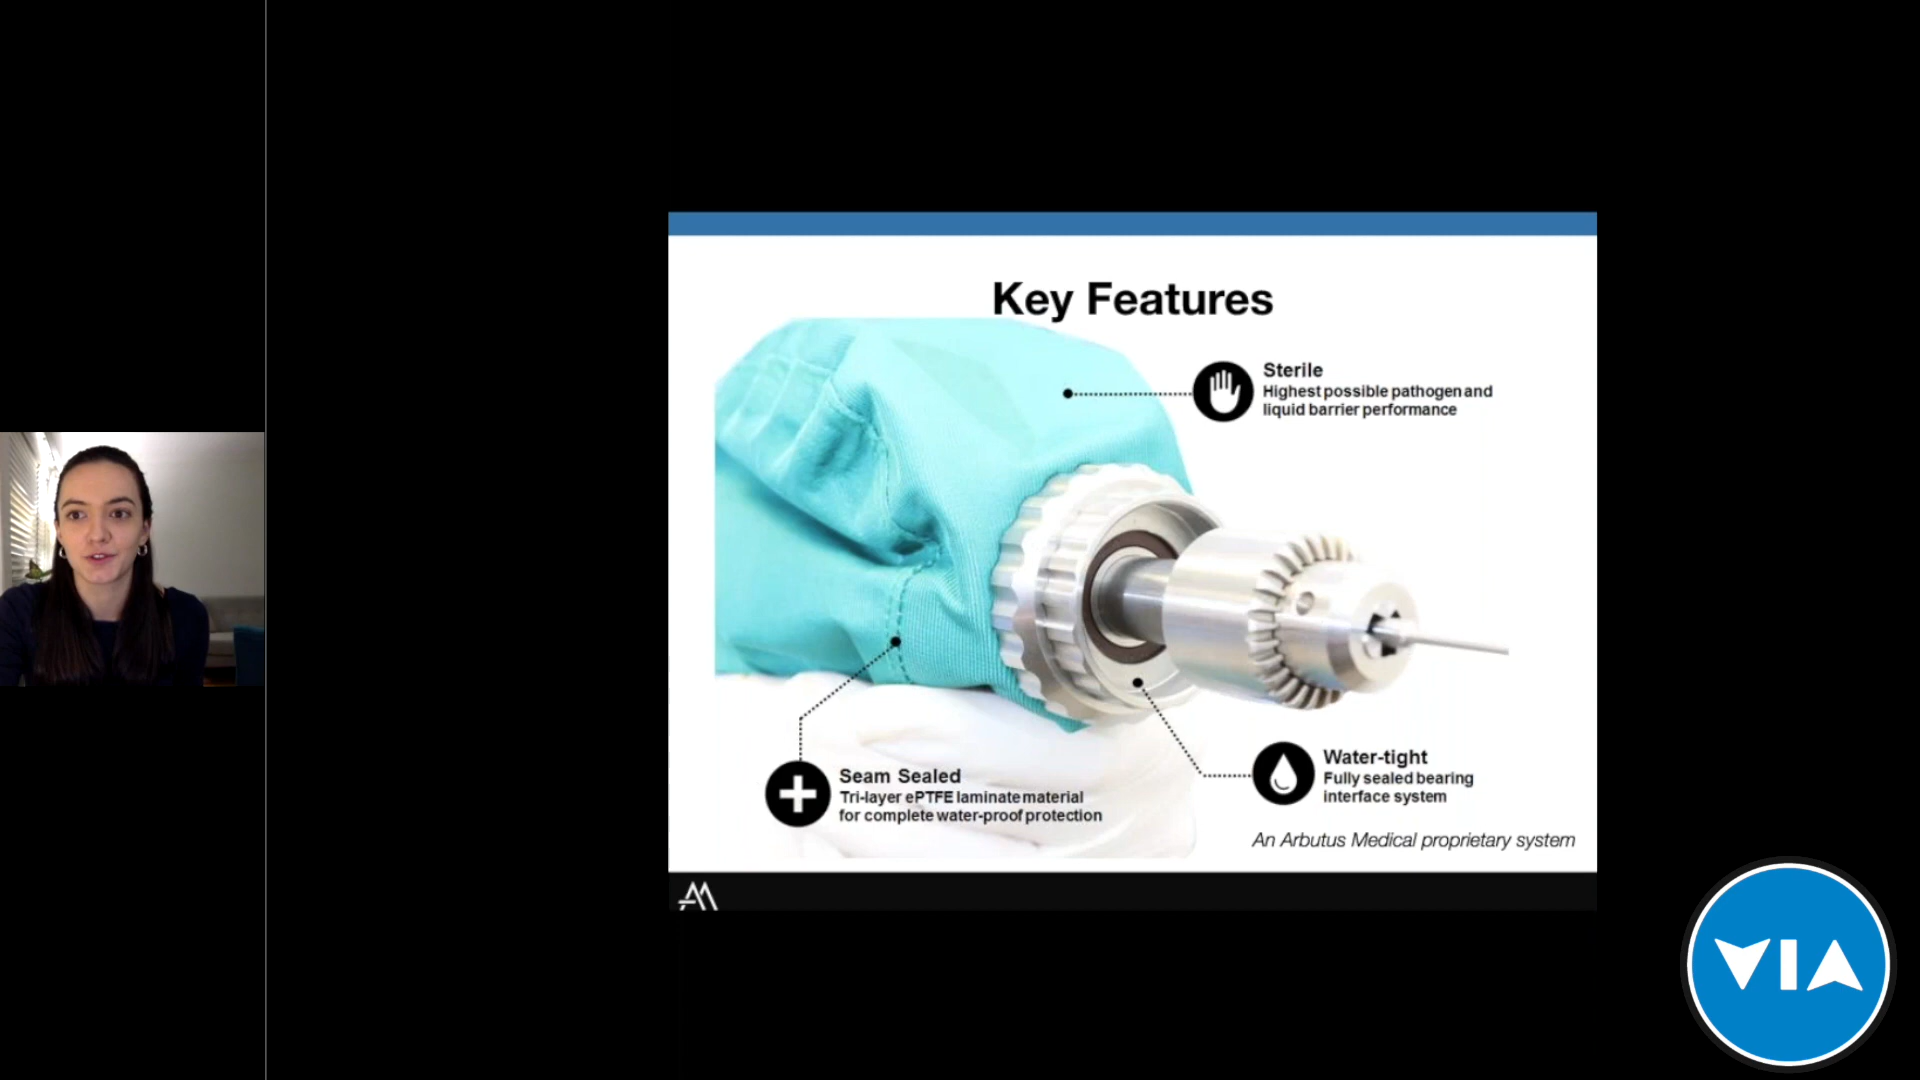 Key Features
Sterile
Highest possible pathogen and
liquid barrier performance
Seam Sealed
Tri-layer ePTFE laminate material
for complete water-proof protection
Water-tight
Fully sealed bearing
interface system
An Arbutus Medical proprietary system
VIA